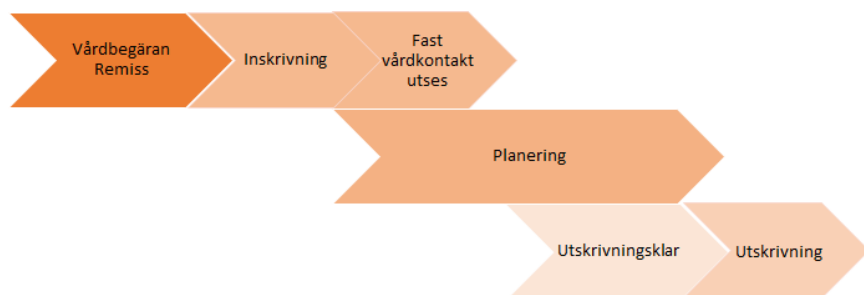 Vårdbegäran
Remiss
Inskrivning
Fast
vårdkontakt
utses
Planering
Utskrivningsklar
Utskrivning